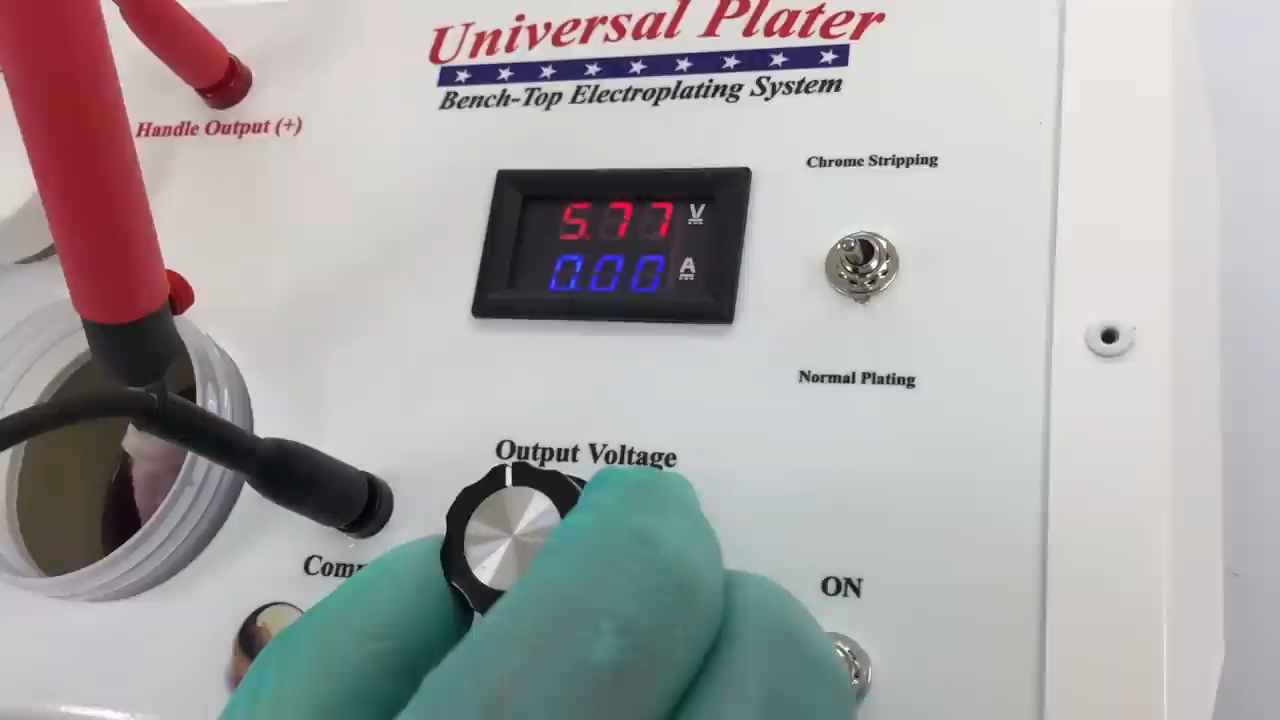 Universal Plater
Bench-Top Electroplating System
Handle Output (+)
Chrome Stripping
5.77 V
0.00 A
Normal Plating
Output Voltage
ON